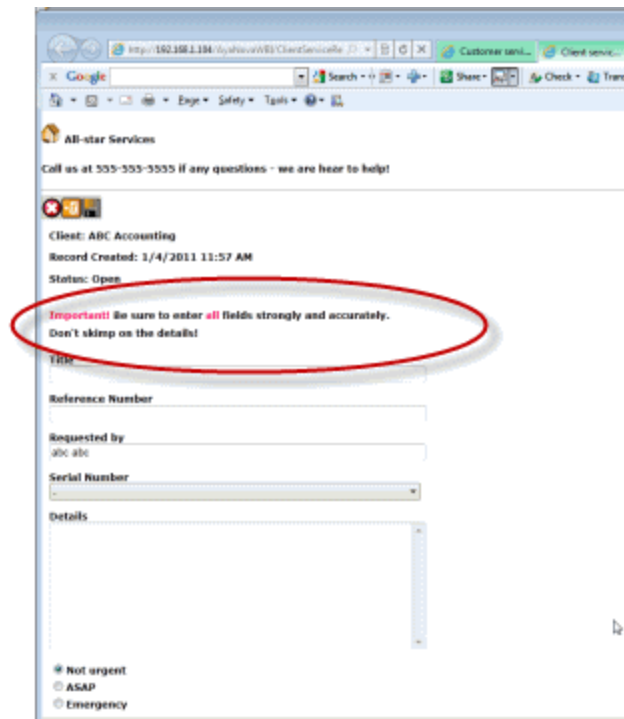 Customer servi...
Client servic...
Google
Search
Share
Check
Page
Safety
Tools
All-star Services
Call us at 555-555-5555 if any questions - we are hear to help!
Client: ABC Accounting
Record Created: 1/4/2011 11:57 AM
Status: Open
Important! Be sure to enter all fields strongly and accurately.
Don't skimp on the details!
Title
Reference Number
Requested by
abc abc
Serial Number
-
Details
Not urgent
ASAP
Emergency